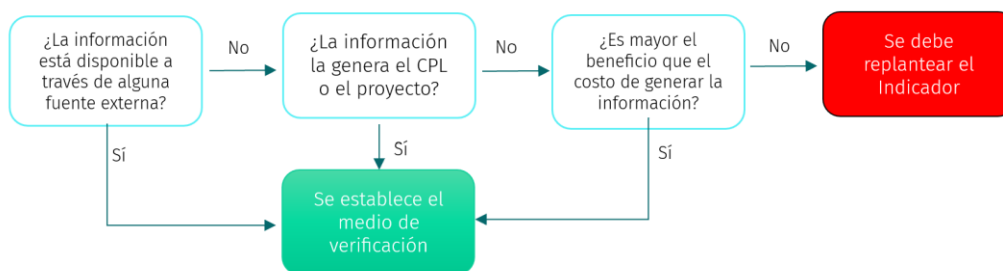 ¿La información
está disponible a
través de alguna
fuente externa?
No
¿La información
la genera el CPL
o el proyecto?
No
¿Es mayor el
beneficio que el
costo de generar la
información?
No
Se debe
replantear el
Indicador
Sí
Sí
Sí
Se establece el
medio de
verificación